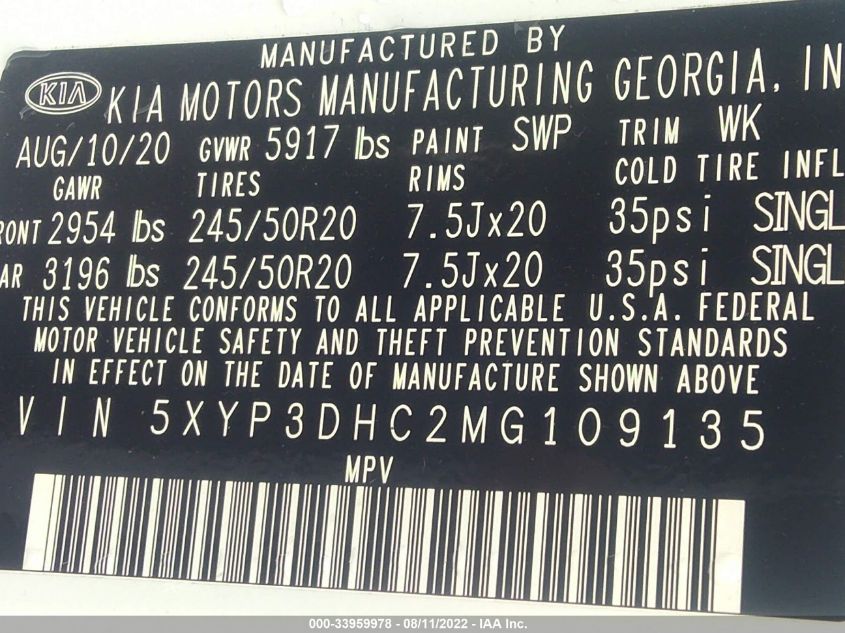 MANUFACTURED BY
KIA KIA MOTORS MANUFACTURING GEORGIA, IN
AUG/10/20 GVWR 5917 lbs PAINT SWP TRIM WK
GAWR TIRES RIMS COLD TIRE INFL
RONT 2954 lbs 245/50R20 7.5Jx20 35psi SINGL
AR 3196 lbs 245/50R20 7.5Jx20 35psi SINGL
THIS VEHICLE CONFORMS TO ALL APPLICABLE U.S.A. FEDERAL
MOTOR VEHICLE SAFETY AND THEFT PREVENTION STANDARDS
IN EFFECT ON THE DATE OF MANUFACTURE SHOWN ABOVE
VIN 5XYP3DHC2MG109135
MPV
000-33959978 - 08/11/2022 - IAA Inc.